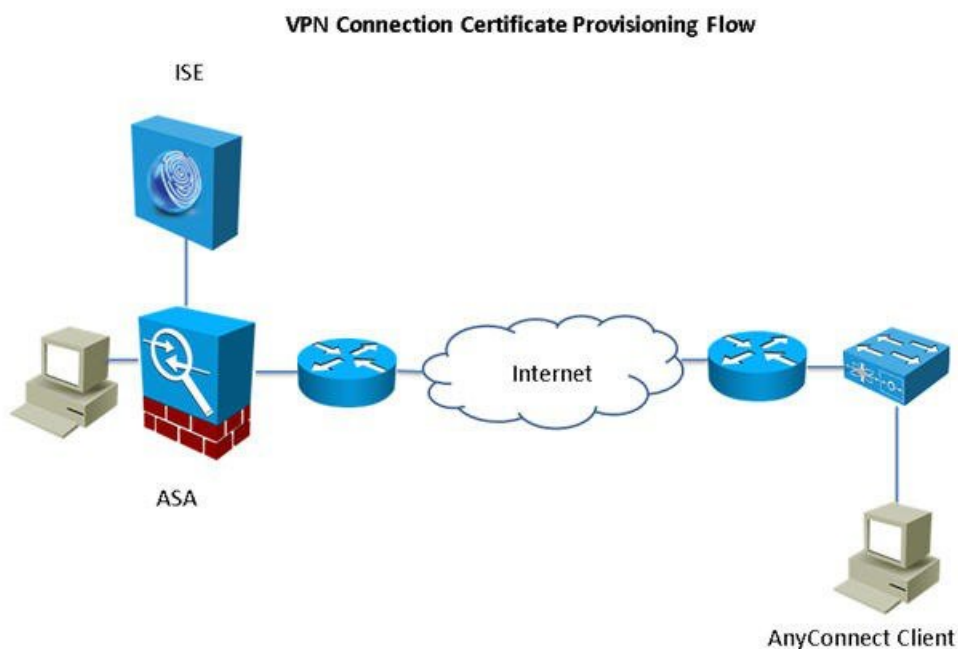 VPN Connection Certificate Provisioning Flow
ISE
Internet
ASA
AnyConnect Client